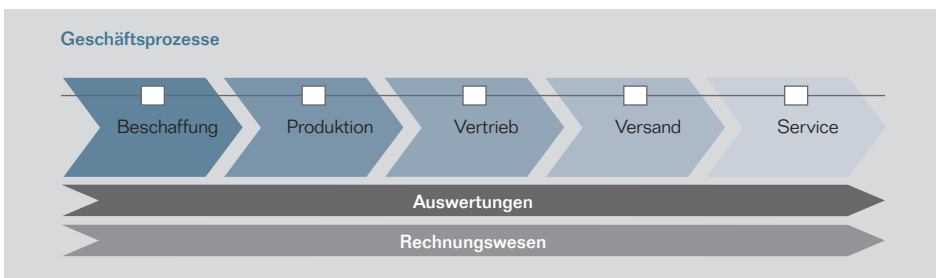 Geschäftsprozesse
Beschaffung Produktion Vertrieb Versand Service
Auswertungen
Rechnungswesen